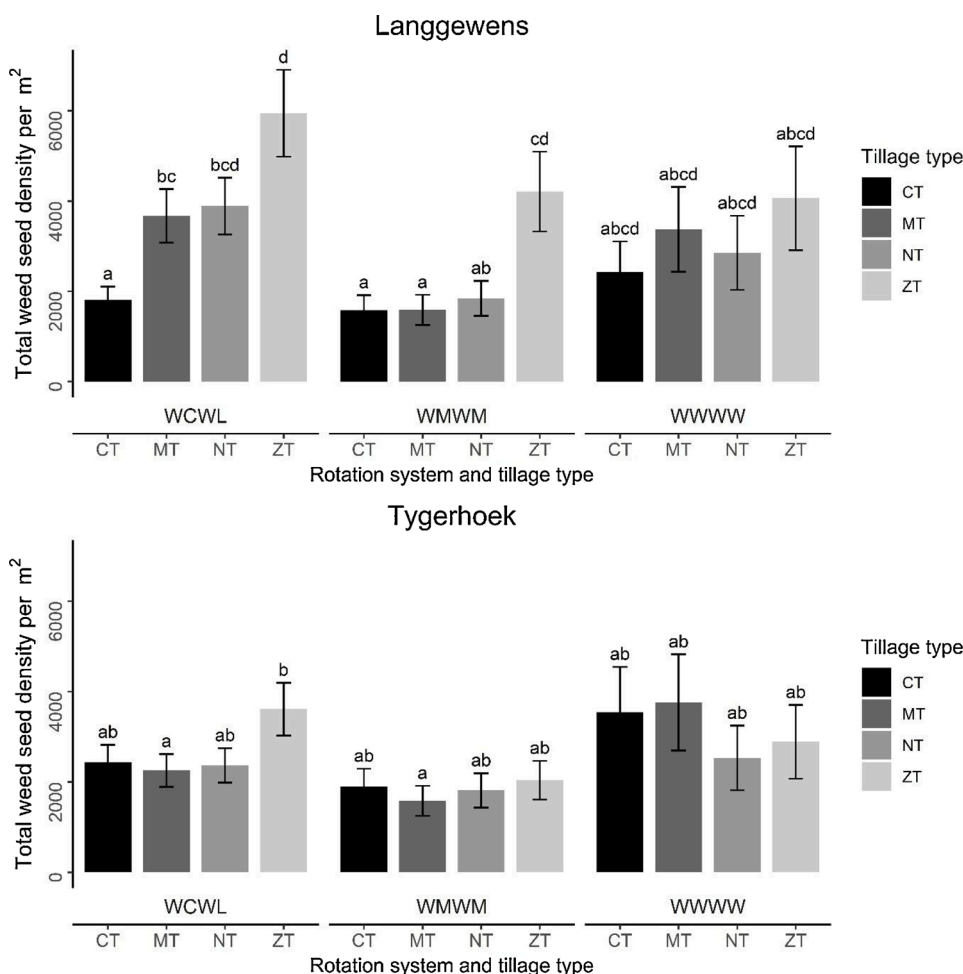 Langgewens
Total weed seed density per m²
6000
4000
2000
0
a
bc
bcd
d
a
a
ab
cd
abcd
abcd
abcd
abcd
WCWL WMWM WWWW
CT MT NT ZT CT MT NT ZT CT MT NT ZT
Rotation system and tillage type
Tillage type
CT
MT
NT
ZT
Tygerhoek
Total weed seed density per m²
6000
4000
2000
0
ab
a
ab
b
ab
a
ab
ab
ab
ab
ab
ab
WCWL WMWM WWWW
CT MT NT ZT CT MT NT ZT CT MT NT ZT
Rotation system and tillage type
Tillage type
CT
MT
NT
ZT